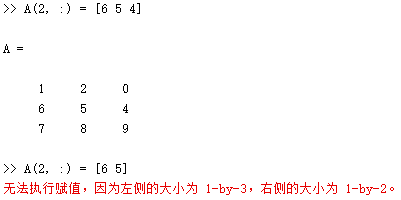 >> A(2, :) = [6 5 4]
A =
1 2 0
6 5 4
7 8 9
>> A(2, :) = [6 5]
无法执行赋值，因为左侧的大小为 1-by-3，右侧的大小为 1-by-2。